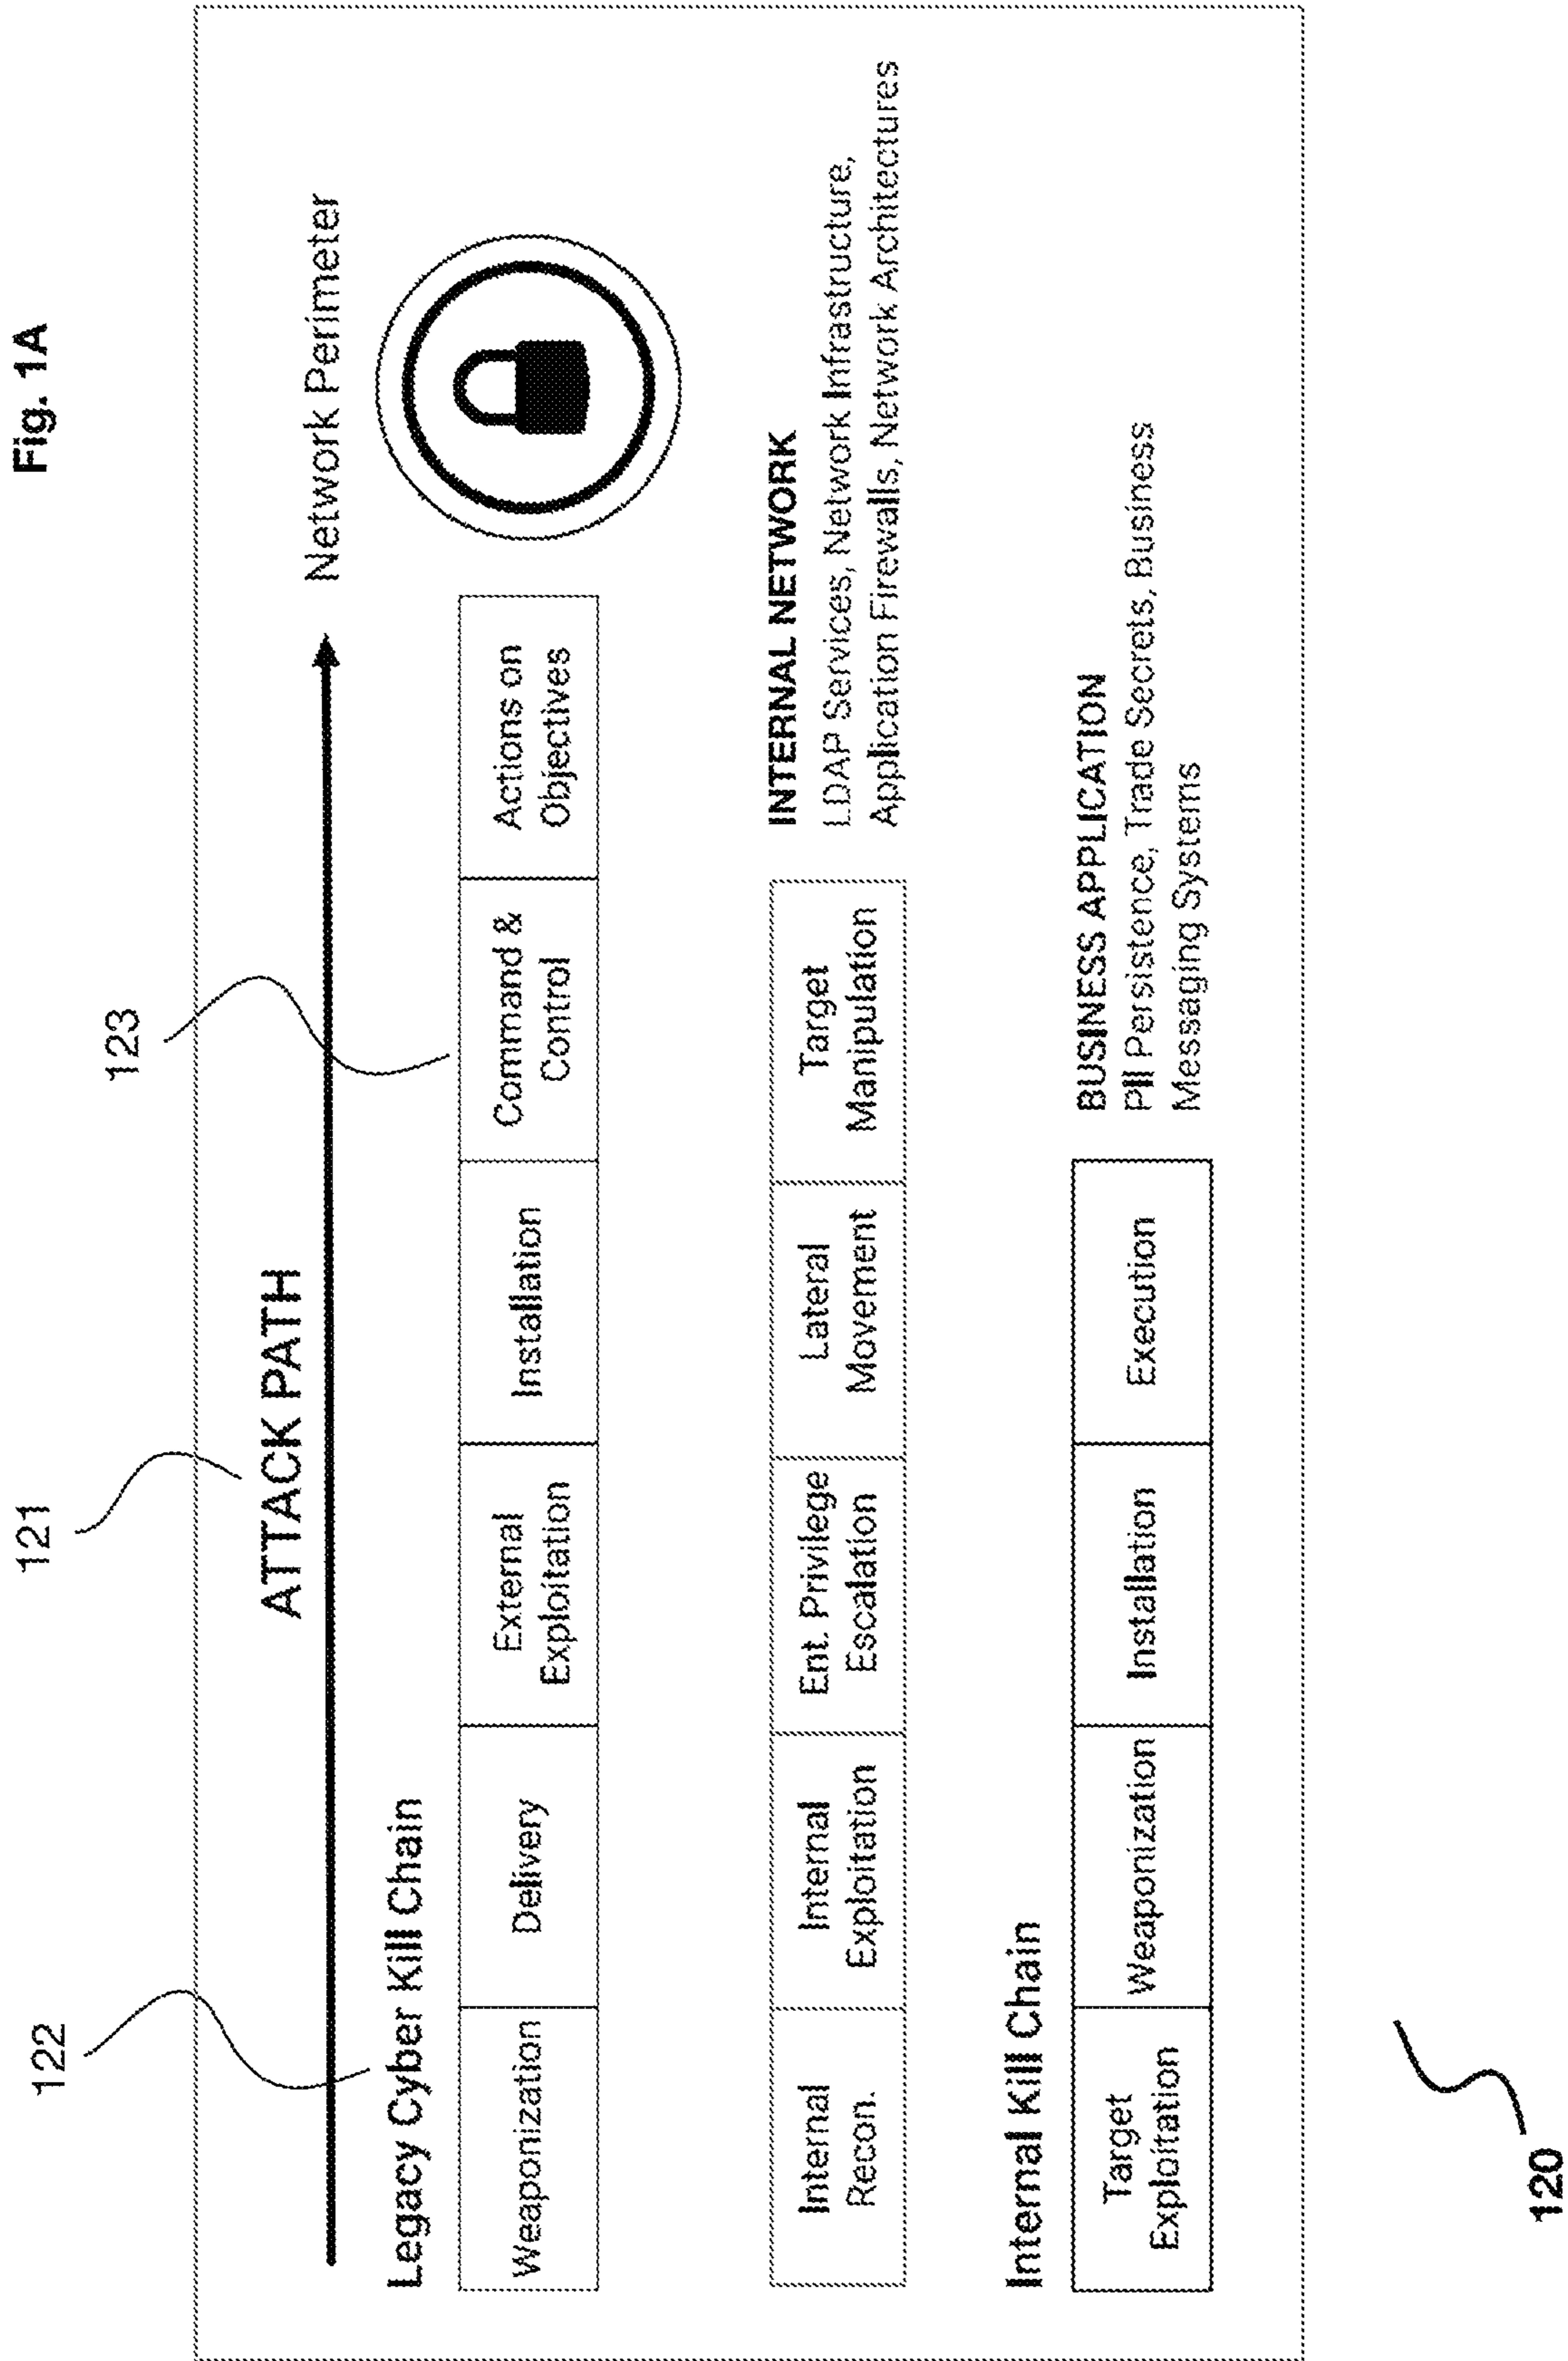 Fig. 1A
121
122
123
ATTACK PATH
Network Perimeter
Legacy Cyber Kill Chain
Weaponization
Delivery
External
Exploitation
Installation
Command &
Control
Actions on
Objectives
Internal
Recon.
Internal
Exploitation
Ent. Privilege
Escalation
Lateral
Movement
Target
Manipulation
INTERNAL NETWORK
LDAP Services, Network Infrastructure,
Application Firewalls, Network Architectures
Internal Kill Chain
Target
Exploitation
Weaponization
Installation
Execution
BUSINESS APPLICATION
PII Persistence, Trade Secrets, Business
Messaging Systems
120